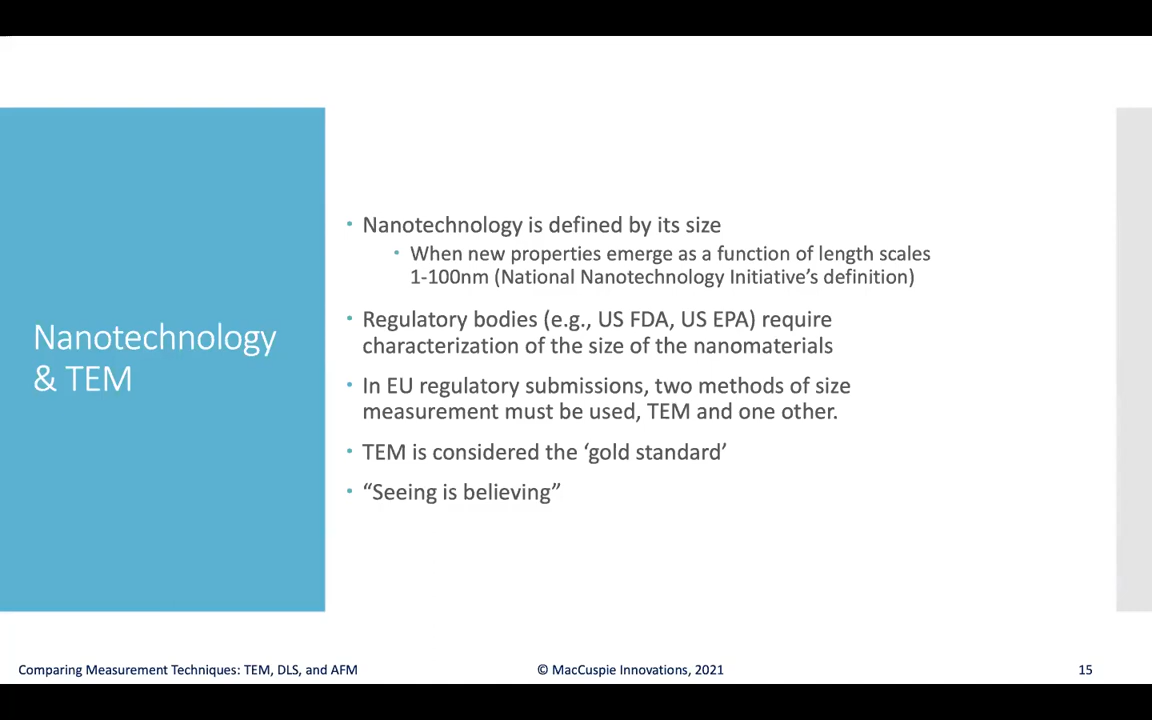 Nanotechnology
& TEM
• Nanotechnology is defined by its size
• When new properties emerge as a function of length scales
1-100nm (National Nanotechnology Initiative’s definition)
• Regulatory bodies (e.g., US FDA, US EPA) require
characterization of the size of the nanomaterials
• In EU regulatory submissions, two methods of size
measurement must be used, TEM and one other.
• TEM is considered the ‘gold standard’
• “Seeing is believing”
Comparing Measurement Techniques: TEM, DLS, and AFM
© MacCuspie Innovations, 2021
15